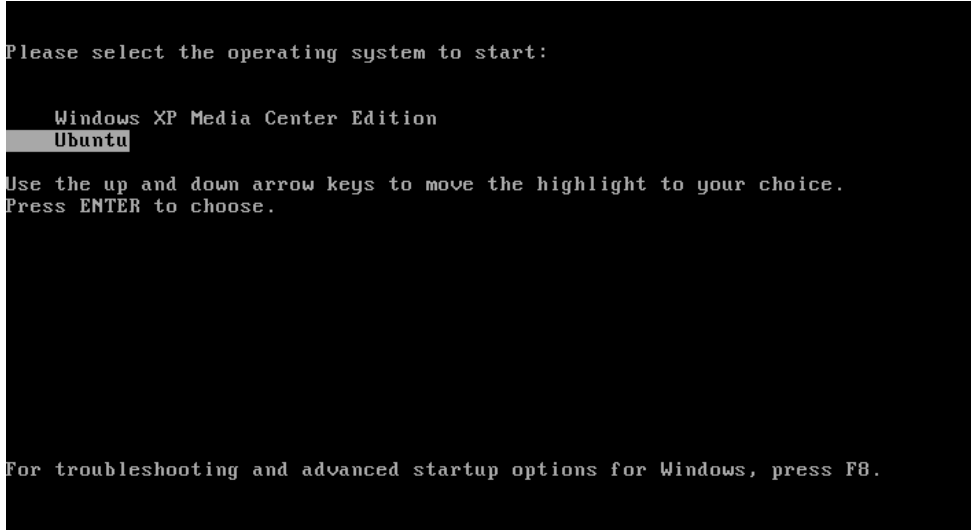 Please select the operating system to start:
Windows XP Media Center Edition
Ubuntu
Use the up and down arrow keys to move the highlight to your choice.
Press ENTER to choose.
For troubleshooting and advanced startup options for Windows, press F8.